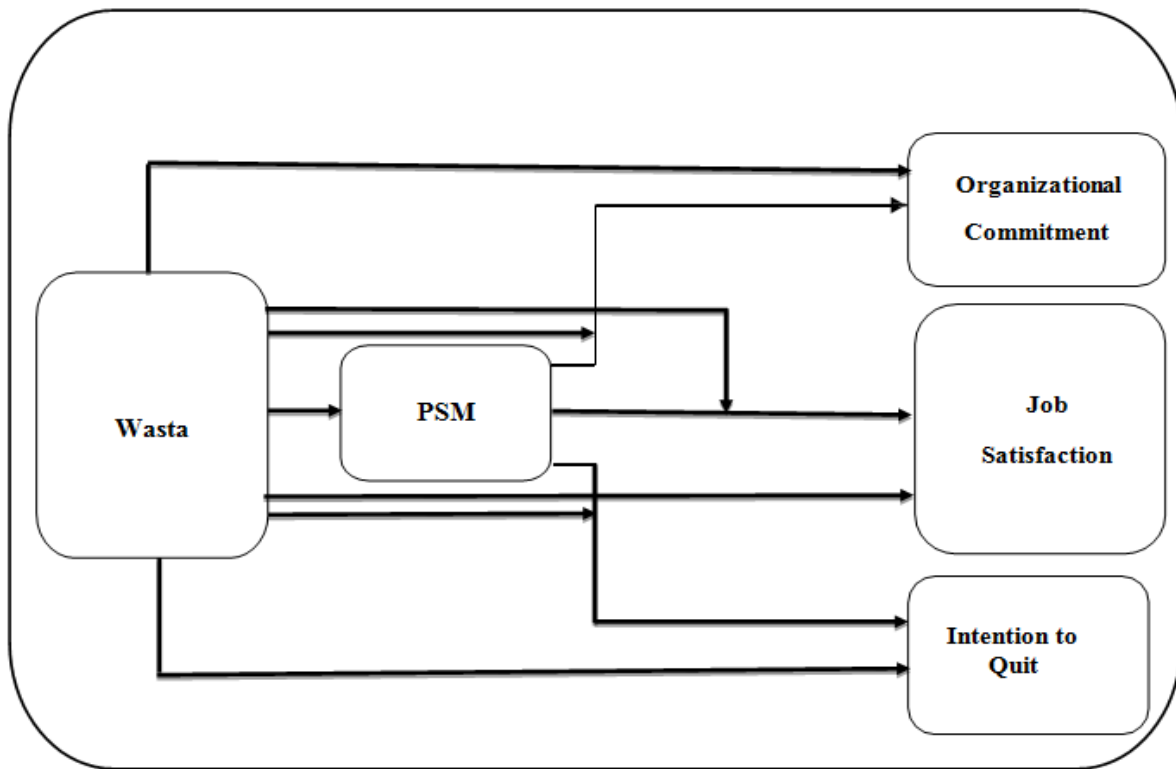 Organizational
Commitment
Wasta
PSM
Job
Satisfaction
Intention to
Quit